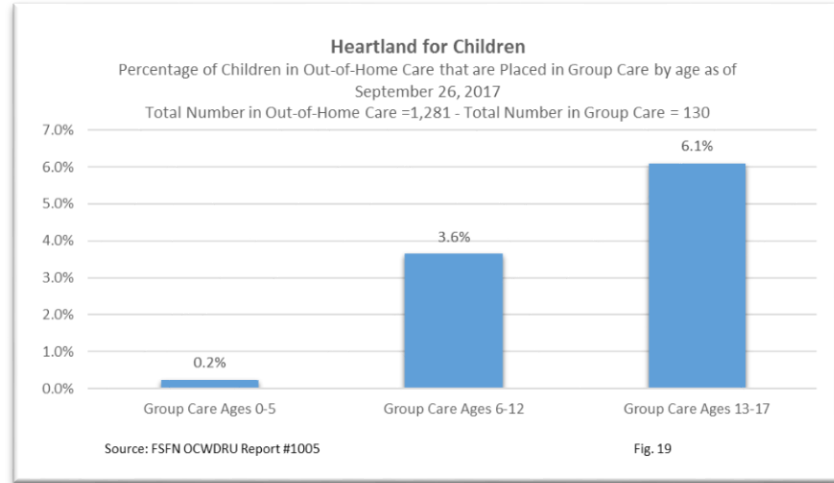 Heartland for Children
Percentage of Children in Out-of-Home Care that are Placed in Group Care by age as of
September 26, 2017
Total Number in Out-of-Home Care =1,281 - Total Number in Group Care = 130
7.0%
6.0%
5.0%
4.0%
3.0%
2.0%
1.0%
0.0%
0.2%
3.6%
6.1%
Group Care Ages 0-5
Group Care Ages 6-12
Group Care Ages 13-17
Source: FSFN OCWDRU Report #1005
Fig. 19